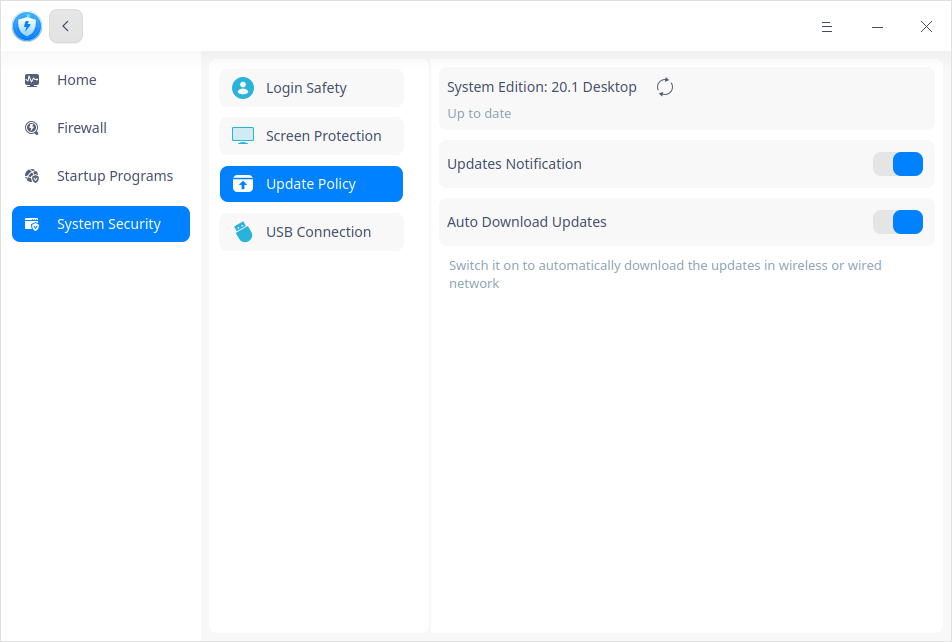 Home
Firewall
Startup Programs
System Security
Login Safety
Screen Protection
Update Policy
USB Connection
System Edition: 20.1 Desktop
Up to date
Updates Notification
Auto Download Updates
Switch it on to automatically download the updates in wireless or wired
network